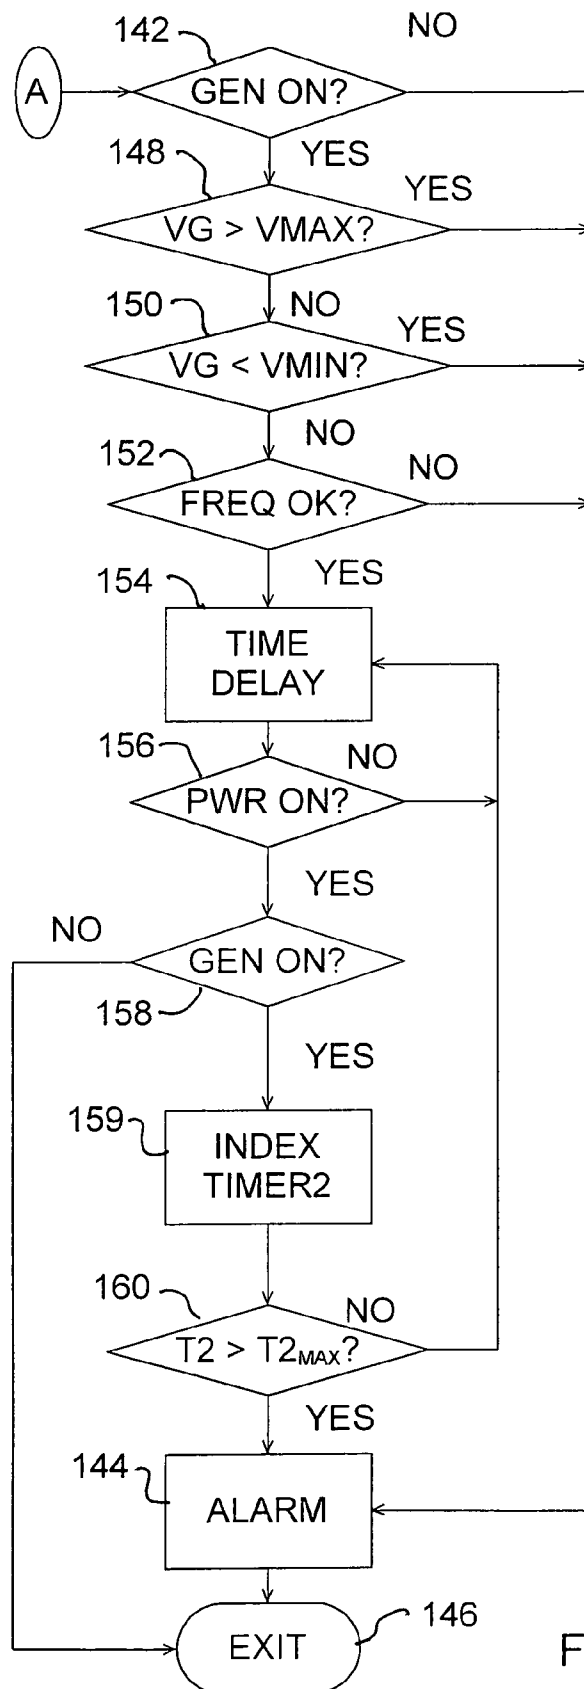 142
NO
A
GEN ON?
YES
148
YES
VG > VMAX?
NO
150
YES
VG < VMIN?
NO
152
NO
FREQ OK?
YES
154
TIME
DELAY
156
NO
PWR ON?
YES
NO
GEN ON?
158
YES
159
INDEX
TIMER2
160
NO
T2 > T2MAX?
YES
144
ALARM
146
EXIT
F